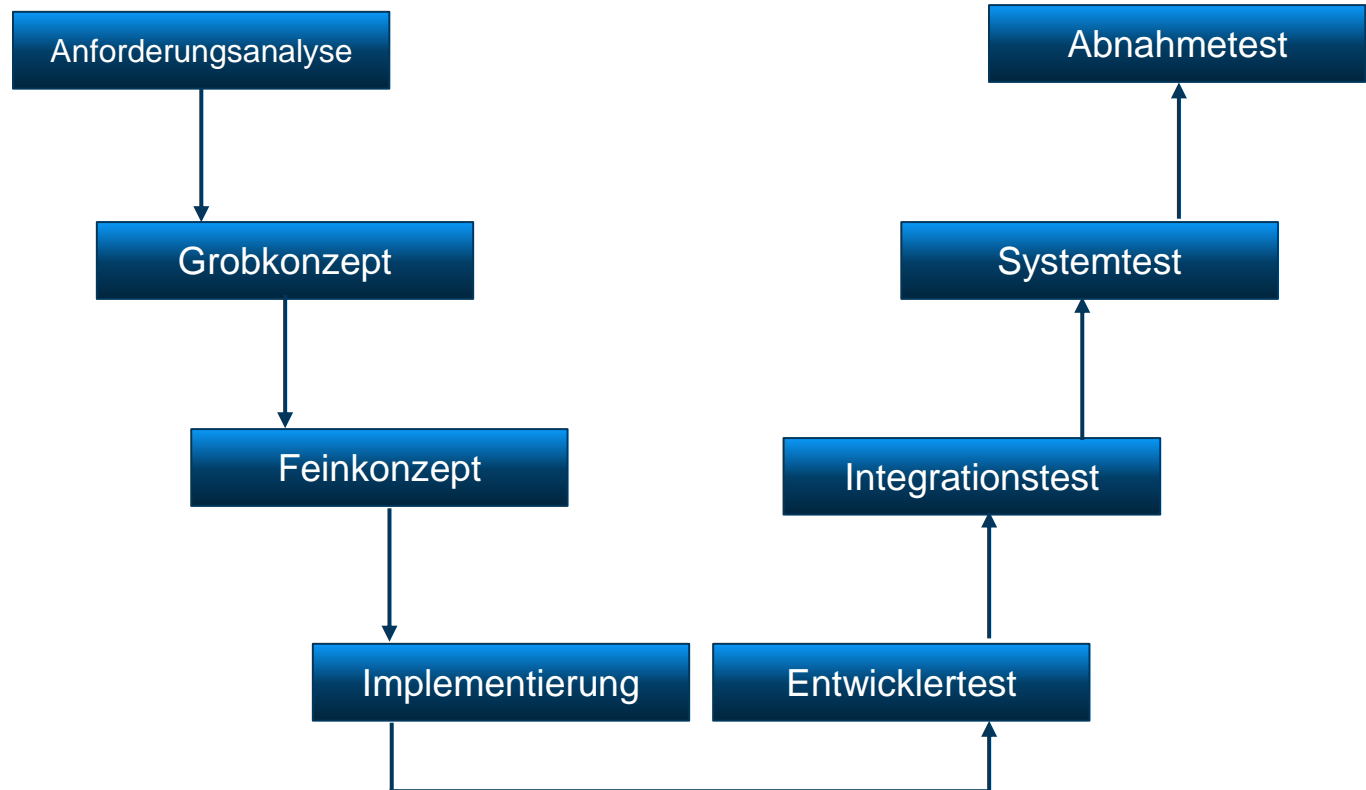 Anforderungsanalyse
Abnahmetest
Grobkonzept
Systemtest
Feinkonzept
Integrationstest
Implementierung
Entwicklertest